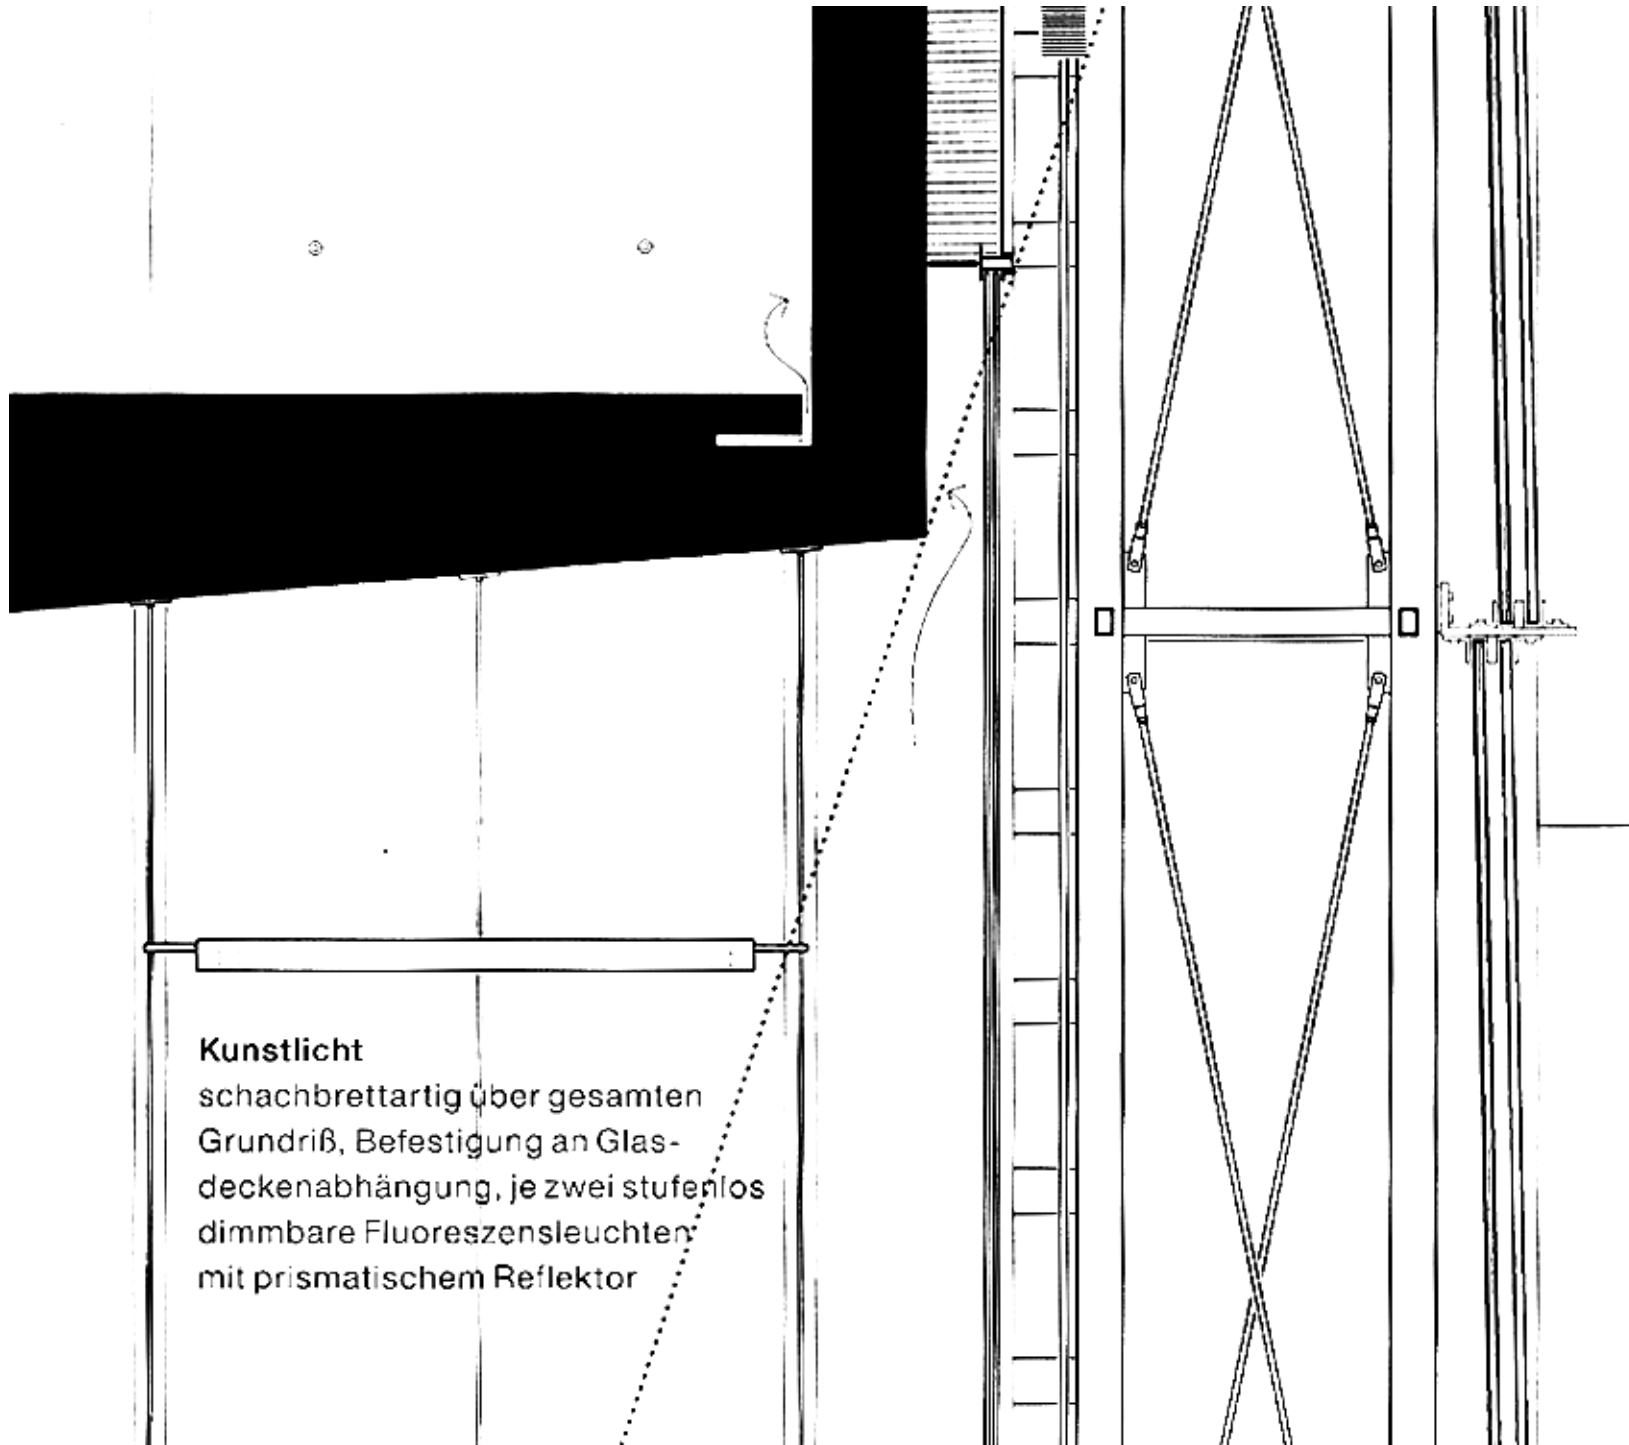 Kunstlicht
schachbrettartig über gesamten
Grundriß, Befestigung an Glas-
deckenabhängung, je zwei stufenlos
dimmbare Fluoreszensleuchten
mit prismatischem Reflektor